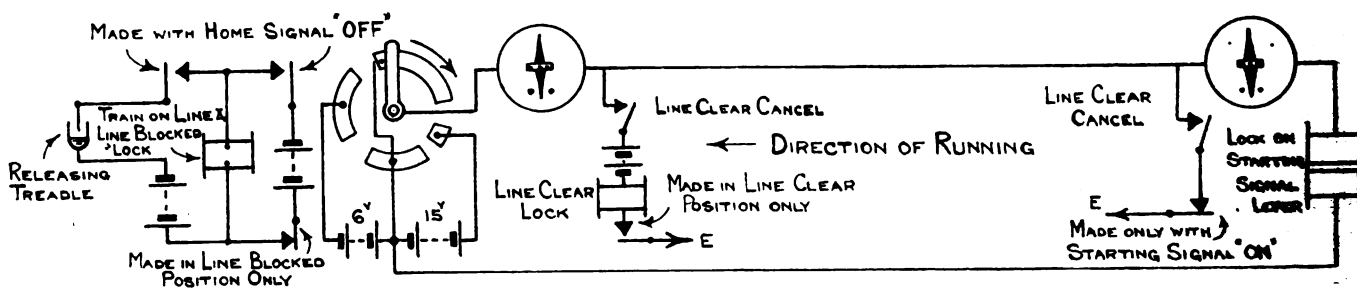 MADE WITH HOME SIGNAL "OFF"
TRAIN ON LINE &
LINE BLOCKED
LOCK
RELEASING
TREADLE
MADE IN LINE BLOCKED
POSITION ONLY
6V
15V
LINE CLEAR CANCEL
DIRECTION OF RUNNING
LINE CLEAR
LOCK
MADE IN LINE CLEAR
POSITION ONLY
E
LINE CLEAR
CANCEL
LOCK ON
STARTING
SIGNAL
LEVER
E
MADE ONLY WITH
STARTING SIGNAL "ON"